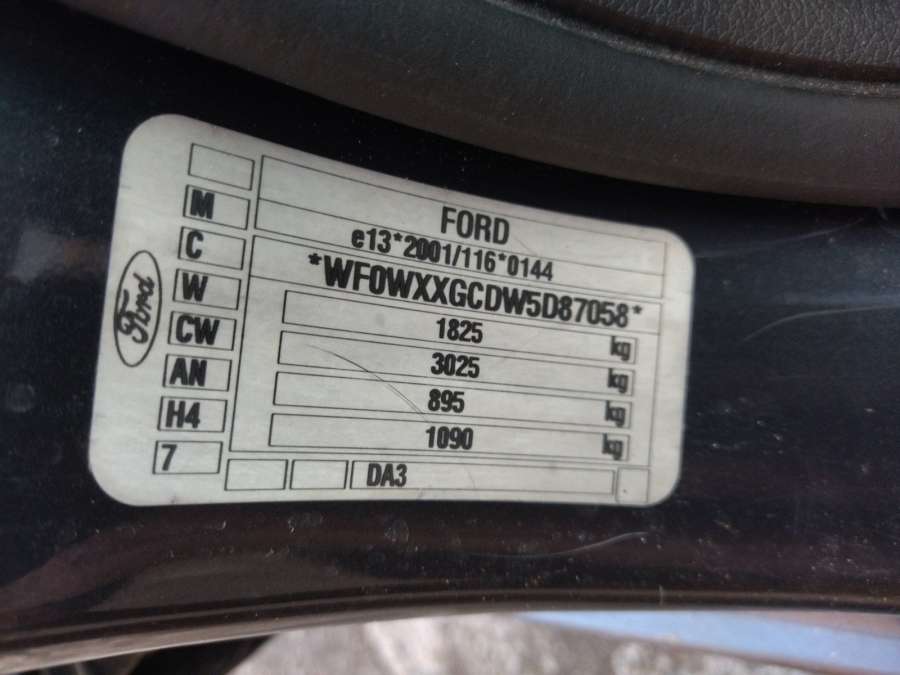 FORD
e13*2001/116*0144
*WF0WXXGCDW5D87058*
1825 kg
3025 kg
895 kg
1090 kg
DA3
M
C
W
CW
AN
H4
7
Ford